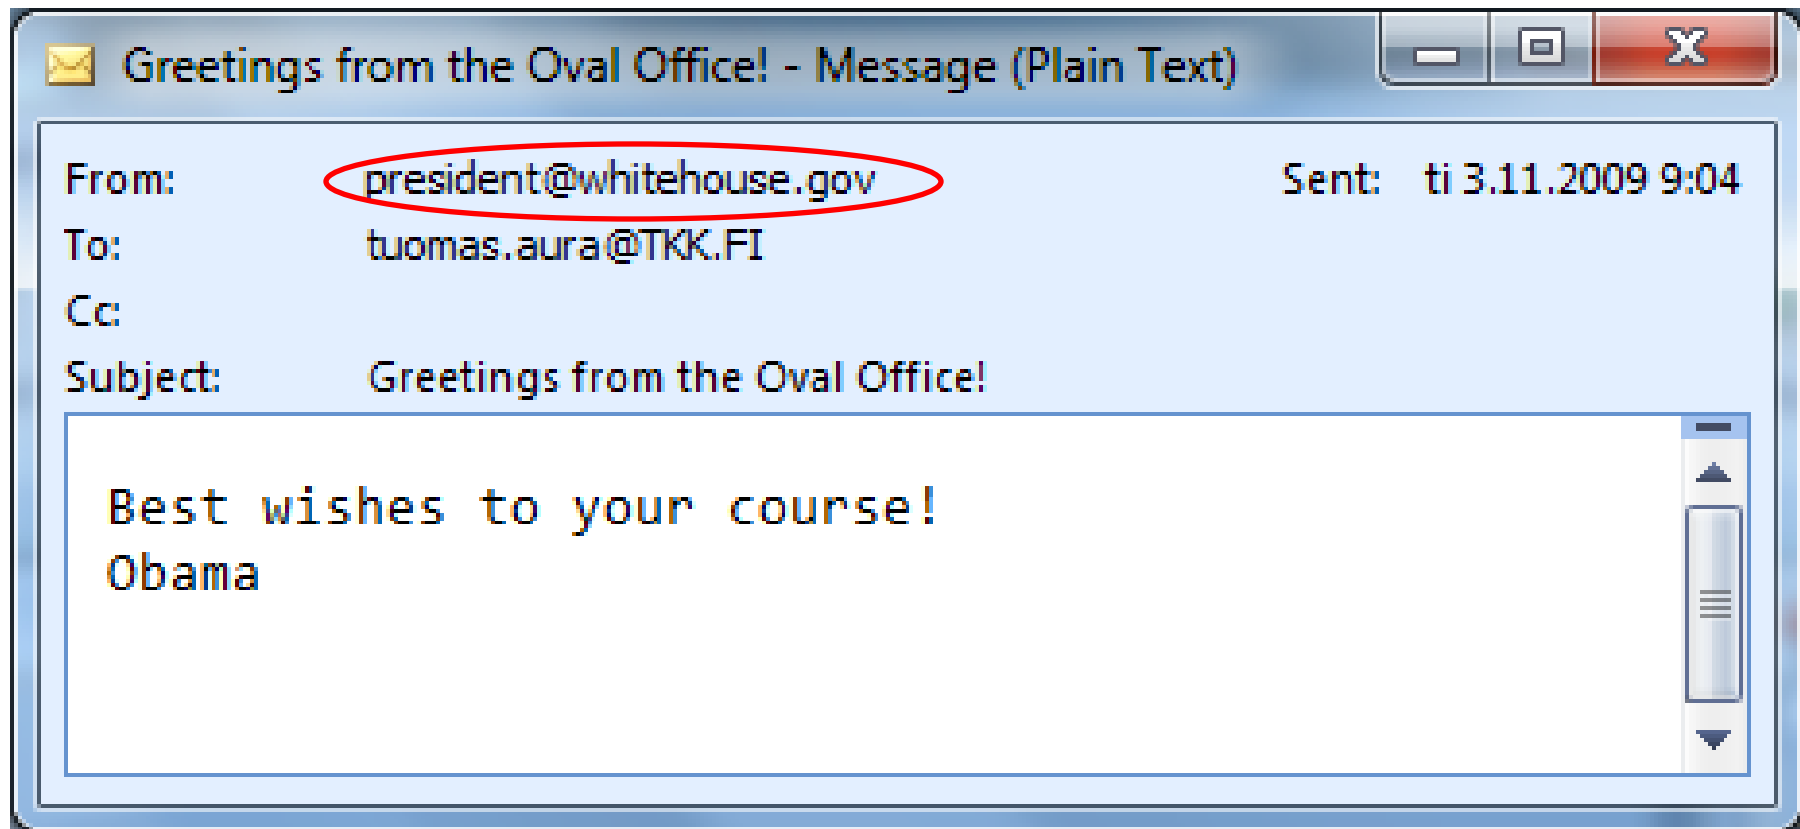 Greetings from the Oval Office! - Message (Plain Text)
From: president@whitehouse.gov Sent: ti 3.11.2009 9:04
To: tuomas.aura@TKK.FI
Cc:
Subject: Greetings from the Oval Office!
Best wishes to your course!
Obama